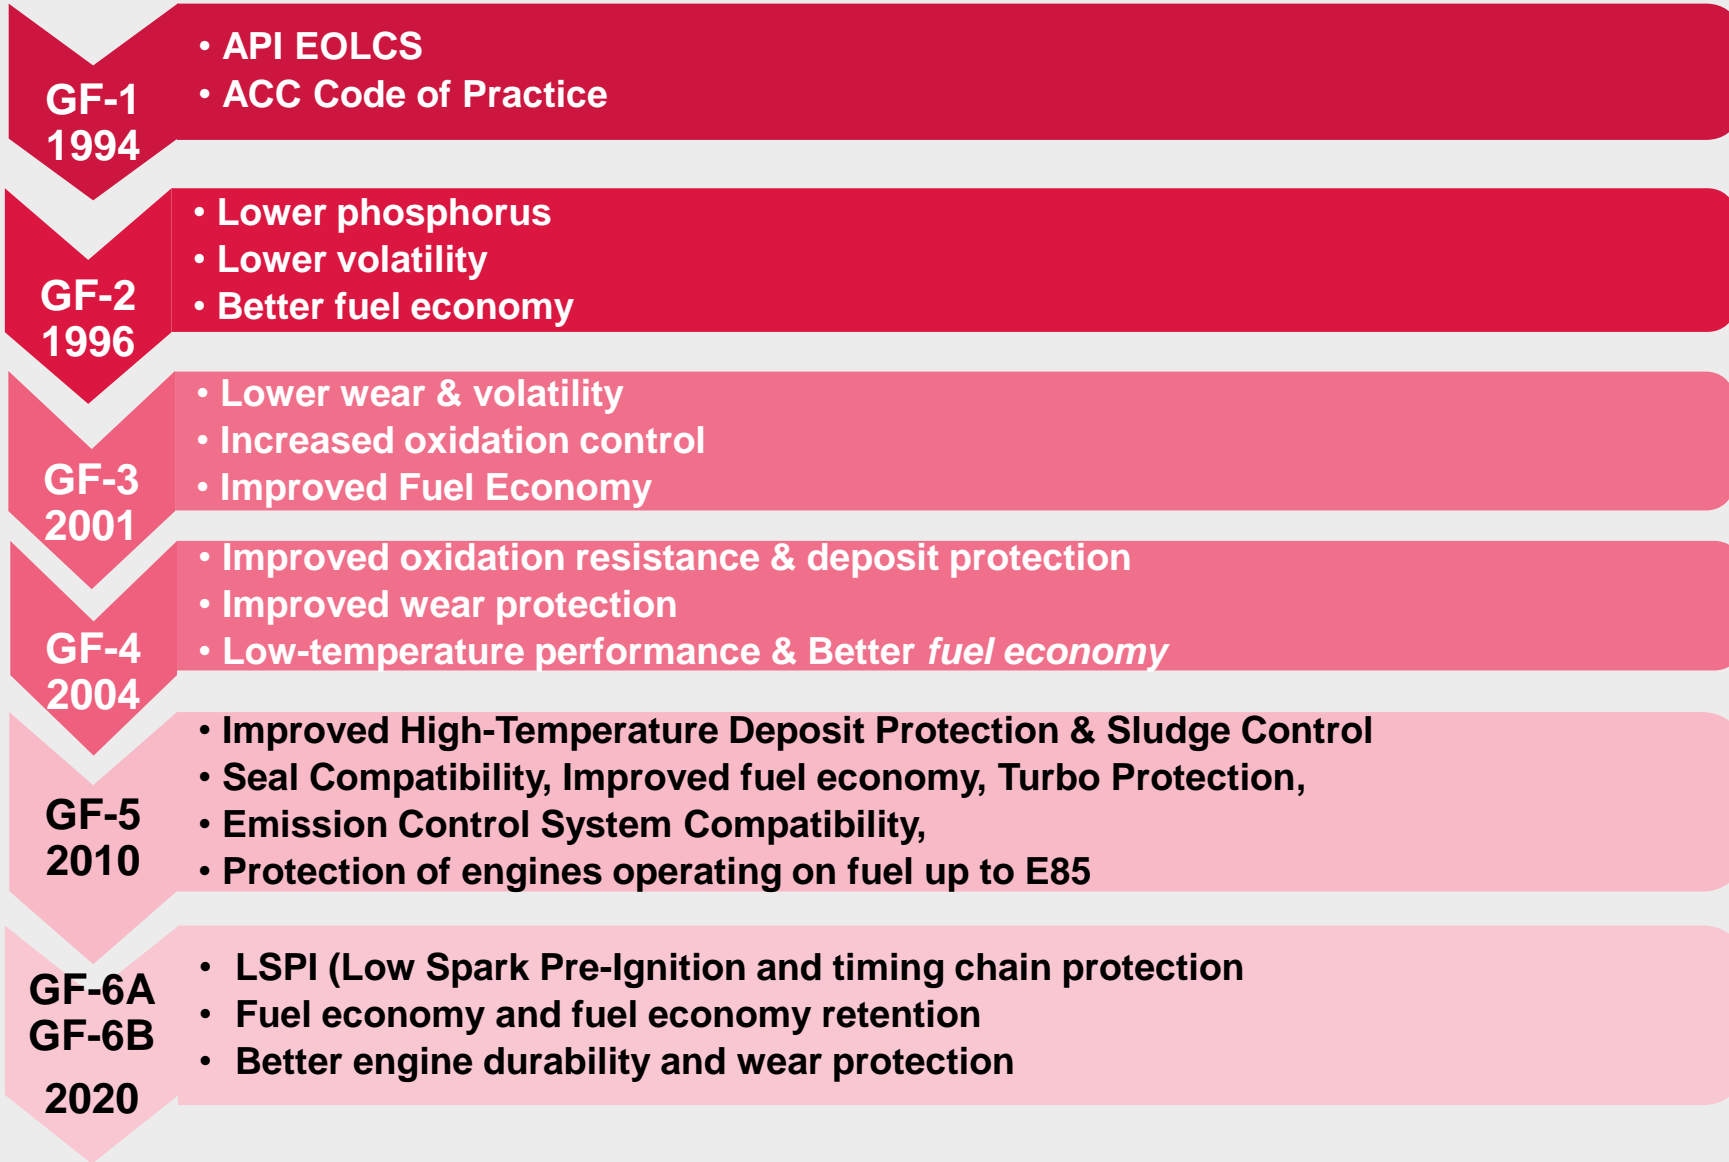 GF-1
1994
• API EOLCS
• ACC Code of Practice
GF-2
1996
• Lower phosphorus
• Lower volatility
• Better fuel economy
GF-3
2001
• Lower wear & volatility
• Increased oxidation control
• Improved Fuel Economy
GF-4
2004
• Improved oxidation resistance & deposit protection
• Improved wear protection
• Low-temperature performance & Better fuel economy
GF-5
2010
• Improved High-Temperature Deposit Protection & Sludge Control
• Seal Compatibility, Improved fuel economy, Turbo Protection,
• Emission Control System Compatibility,
• Protection of engines operating on fuel up to E85
GF-6A
GF-6B
2020
• LSPI (Low Spark Pre-Ignition and timing chain protection
• Fuel economy and fuel economy retention
• Better engine durability and wear protection